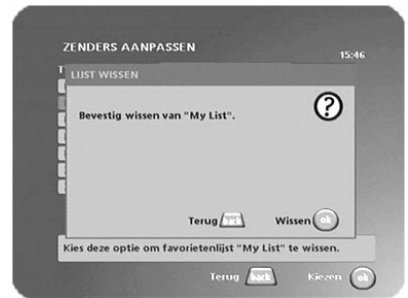 ZENDERS AANPASSEN
15:46
T
LIJST WISSEN
Bevestig wissen van "My List".
?
Terug back Wissen ok
Kies deze optie om favorietenlijst "My List" te wissen.
Terug back Kiezen ok